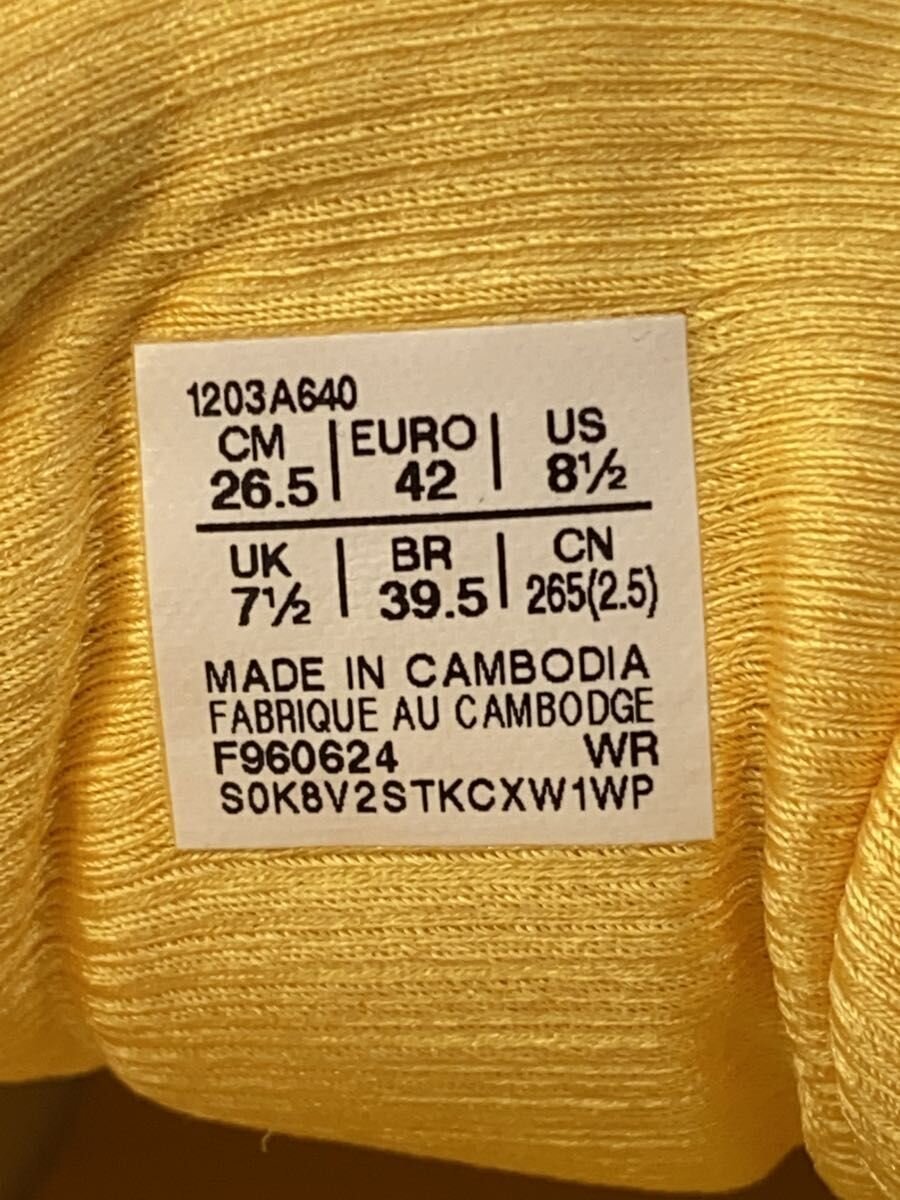 1203A640
CM | EURO | US
26.5 | 42 | 8½
UK | BR | CN
7½ | 39.5 | 265(2.5)
MADE IN CAMBODIA
FABRIQUE AU CAMBODGE
F960624 WR
S0K8V2STKCXW1WP